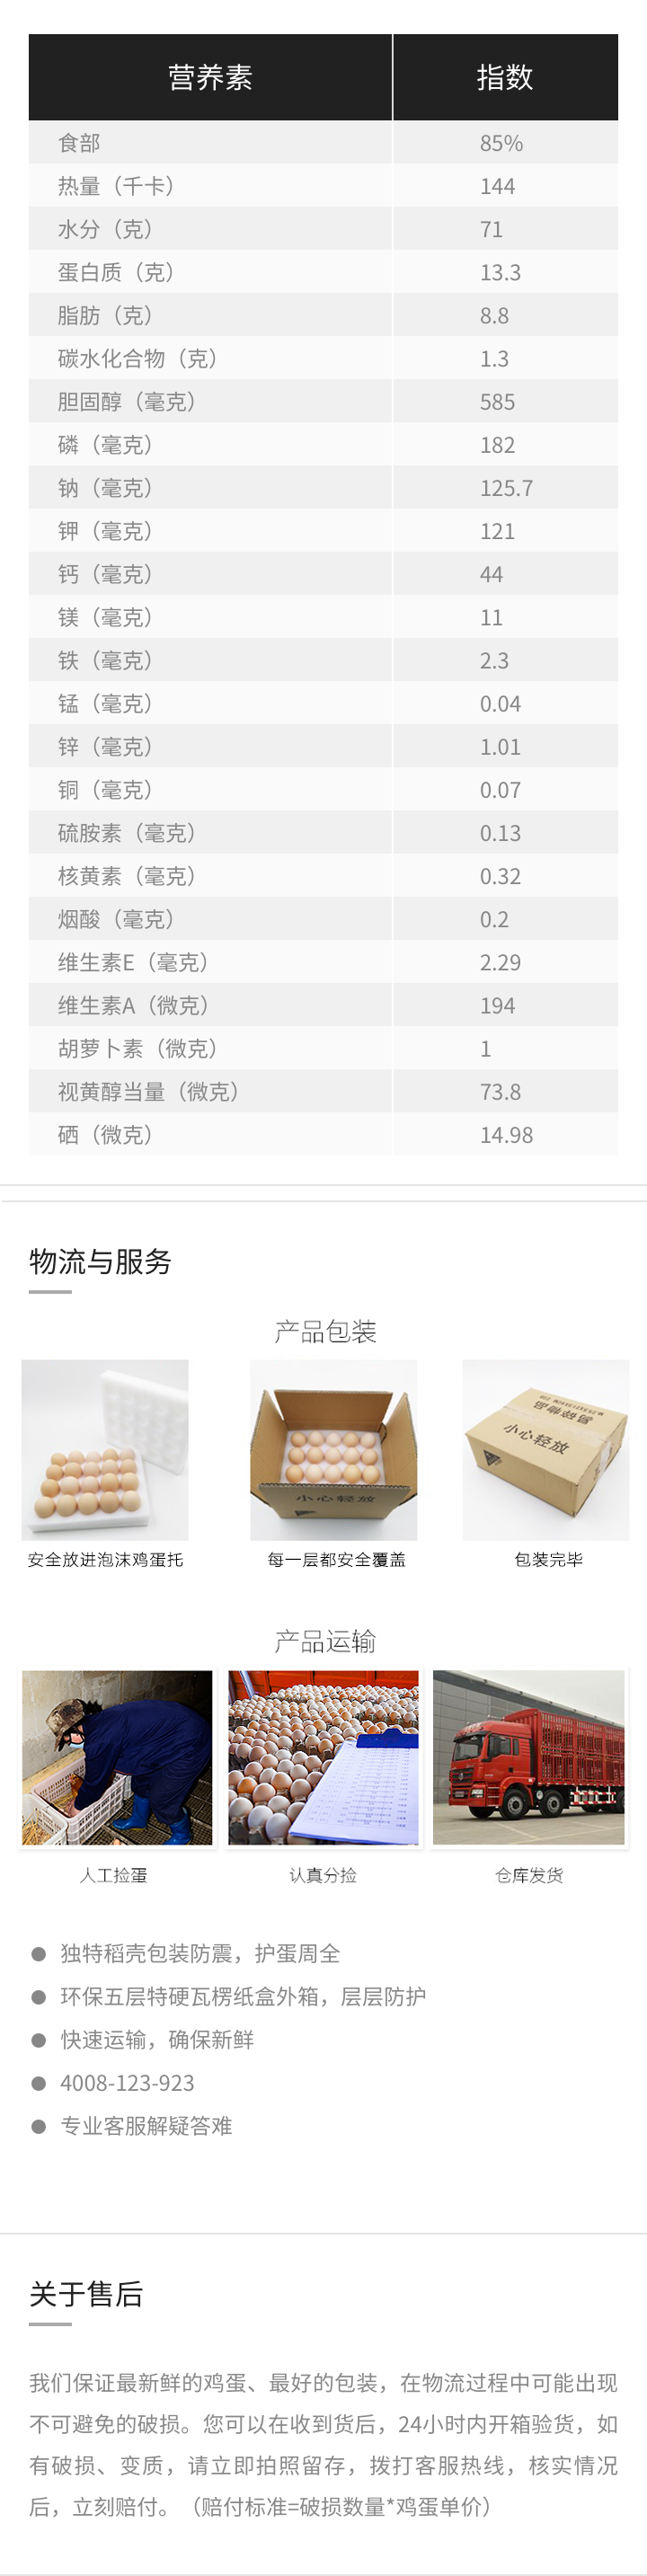 营养素 指数
食部 85%
热量（千卡） 144
水分（克） 71
蛋白质（克） 13.3
脂肪（克） 8.8
碳水化合物（克） 1.3
胆固醇（毫克） 585
磷（毫克） 182
钠（毫克） 125.7
钾（毫克） 121
钙（毫克） 44
镁（毫克） 11
铁（毫克） 2.3
锰（毫克） 0.04
锌（毫克） 1.01
铜（毫克） 0.07
硫胺素（毫克） 0.13
核黄素（毫克） 0.32
烟酸（毫克） 0.2
维生素E（毫克） 2.29
维生素A（微克） 194
胡萝卜素（微克） 1
视黄醇当量（微克） 73.8
硒（微克） 14.98
物流与服务
产品包装
小心轻放
小心轻放
安全放进泡沫鸡蛋托 每一层都安全覆盖 包装完毕
产品运输
人工捡蛋 认真分捡 仓库发货
● 独特稻壳包装防震，护蛋周全
● 环保五层特硬瓦楞纸盒外箱，层层防护
● 快速运输，确保新鲜
● 4008-123-923
● 专业客服解疑答难
关于售后
我们保证最新鲜的鸡蛋、最好的包装，在物流过程中可能出现
不可避免的破损。您可以在收到货后，24小时内开箱验货，如
有破损、变质，请立即拍照留存，拨打客服热线，核实情况
后，立刻赔付。（赔付标准=破损数量*鸡蛋单价）